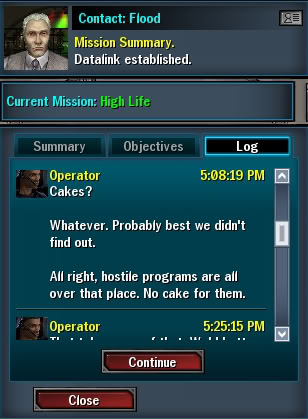 Contact: Flood
Mission Summary.
Datalink established.
Current Mission: High Life
Summary
Objectives
Log
Operator 5:08:19 PM
Cakes?
Whatever. Probably best we didn't
find out.
All right, hostile programs are all
over that place. No cake for them.
Operator 5:25:15 PM
Continue
Close